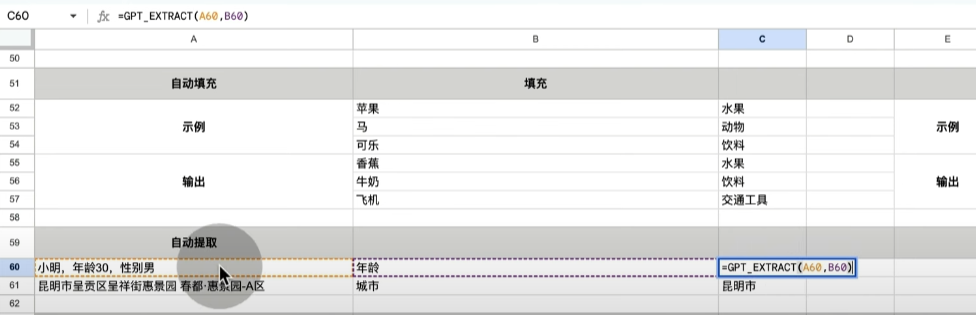 C60 fx =GPT_EXTRACT(A60,B60)
A B C D E
50
51 自动填充 填充
52 苹果 水果
53 示例 马 动物 示例
54 可乐 饮料
55 香蕉 水果
56 输出 牛奶 饮料 输出
57 飞机 交通工具
58
59 自动提取
60 小明，年龄30，性别男 年龄 =GPT_EXTRACT(A60,B60)
61 昆明市呈贡区呈祥街惠景园 春都·惠景园-A区 城市 昆明市
62